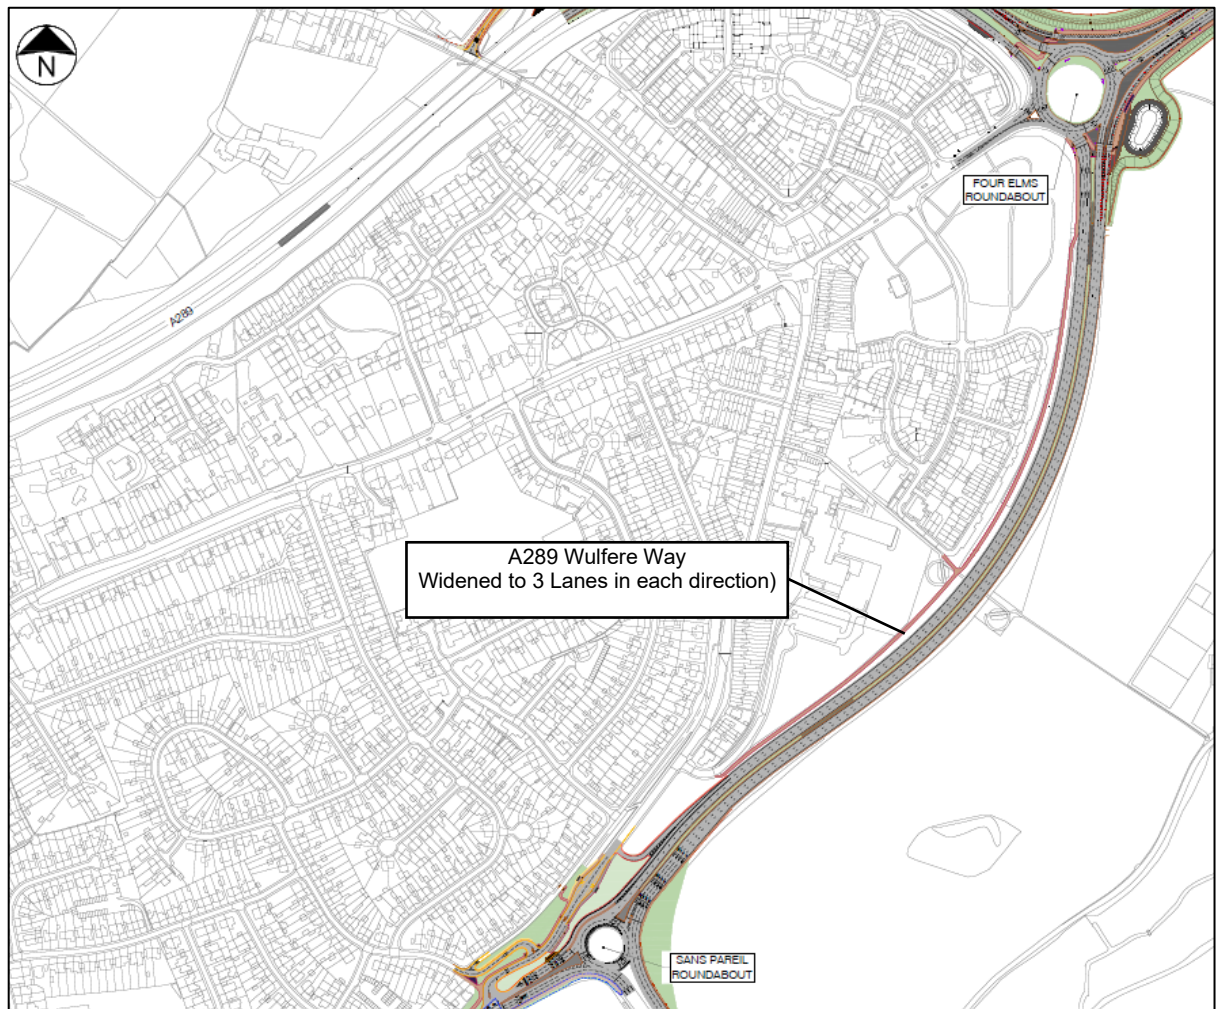 N
FOUR ELMS
ROUNDABOUT
A289
A289 Wulfere Way
Widened to 3 Lanes in each direction)
SANS PAREIL
ROUNDABOUT